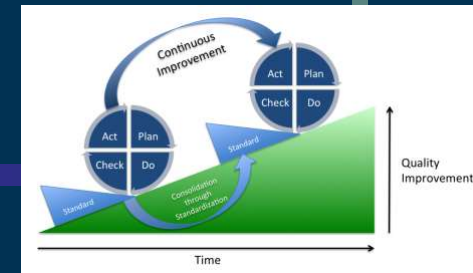 Continuous
Improvement
Act
Plan
Check
Do
Act
Plan
Check
Do
Standard
Standard
Consolidation
through
Standardization
Quality
Improvement
Time